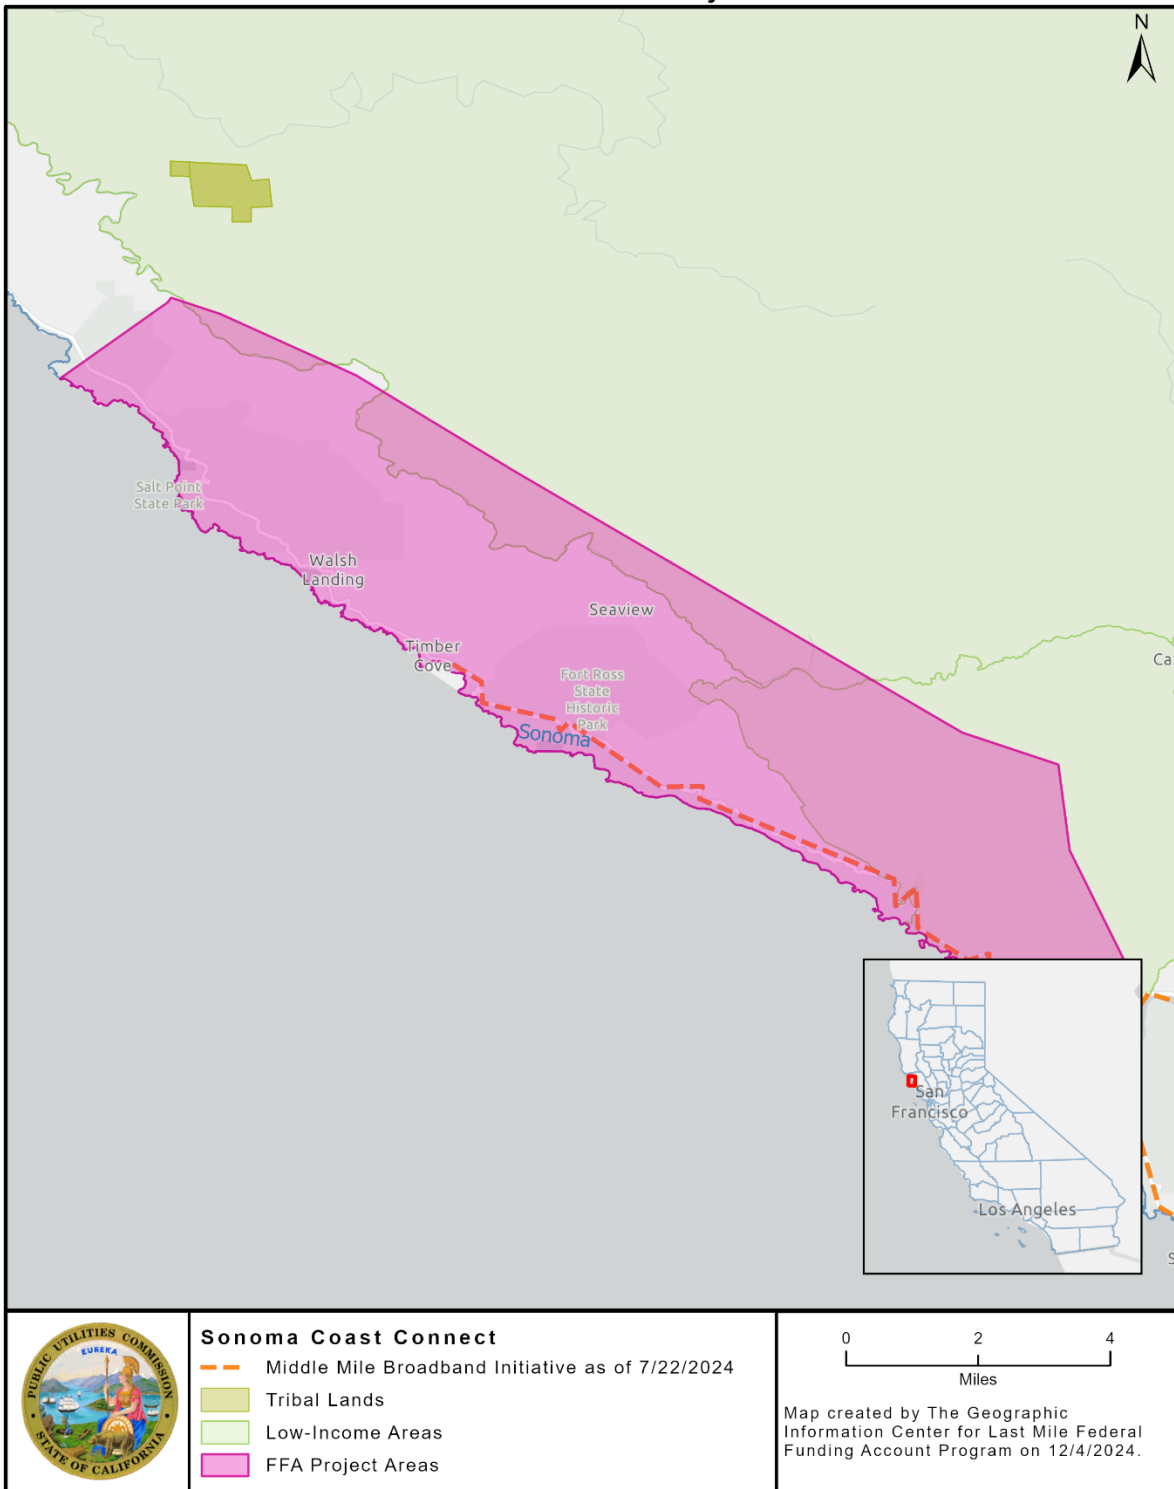 N
Salt Point
State Park
Walsh
Landing
Seaview
Timber
Cove
Fort Ross
State
Historic
Park
Sonoma
Ca
San
Francisco
Los Angeles
S
PUBLIC UTILITIES COMMISSION
EUREKA
STATE OF CALIFORNIA
Sonoma Coast Connect
Middle Mile Broadband Initiative as of 7/22/2024
Tribal Lands
Low-Income Areas
FFA Project Areas
0 2 4
Miles
Map created by The Geographic
Information Center for Last Mile Federal
Funding Account Program on 12/4/2024.